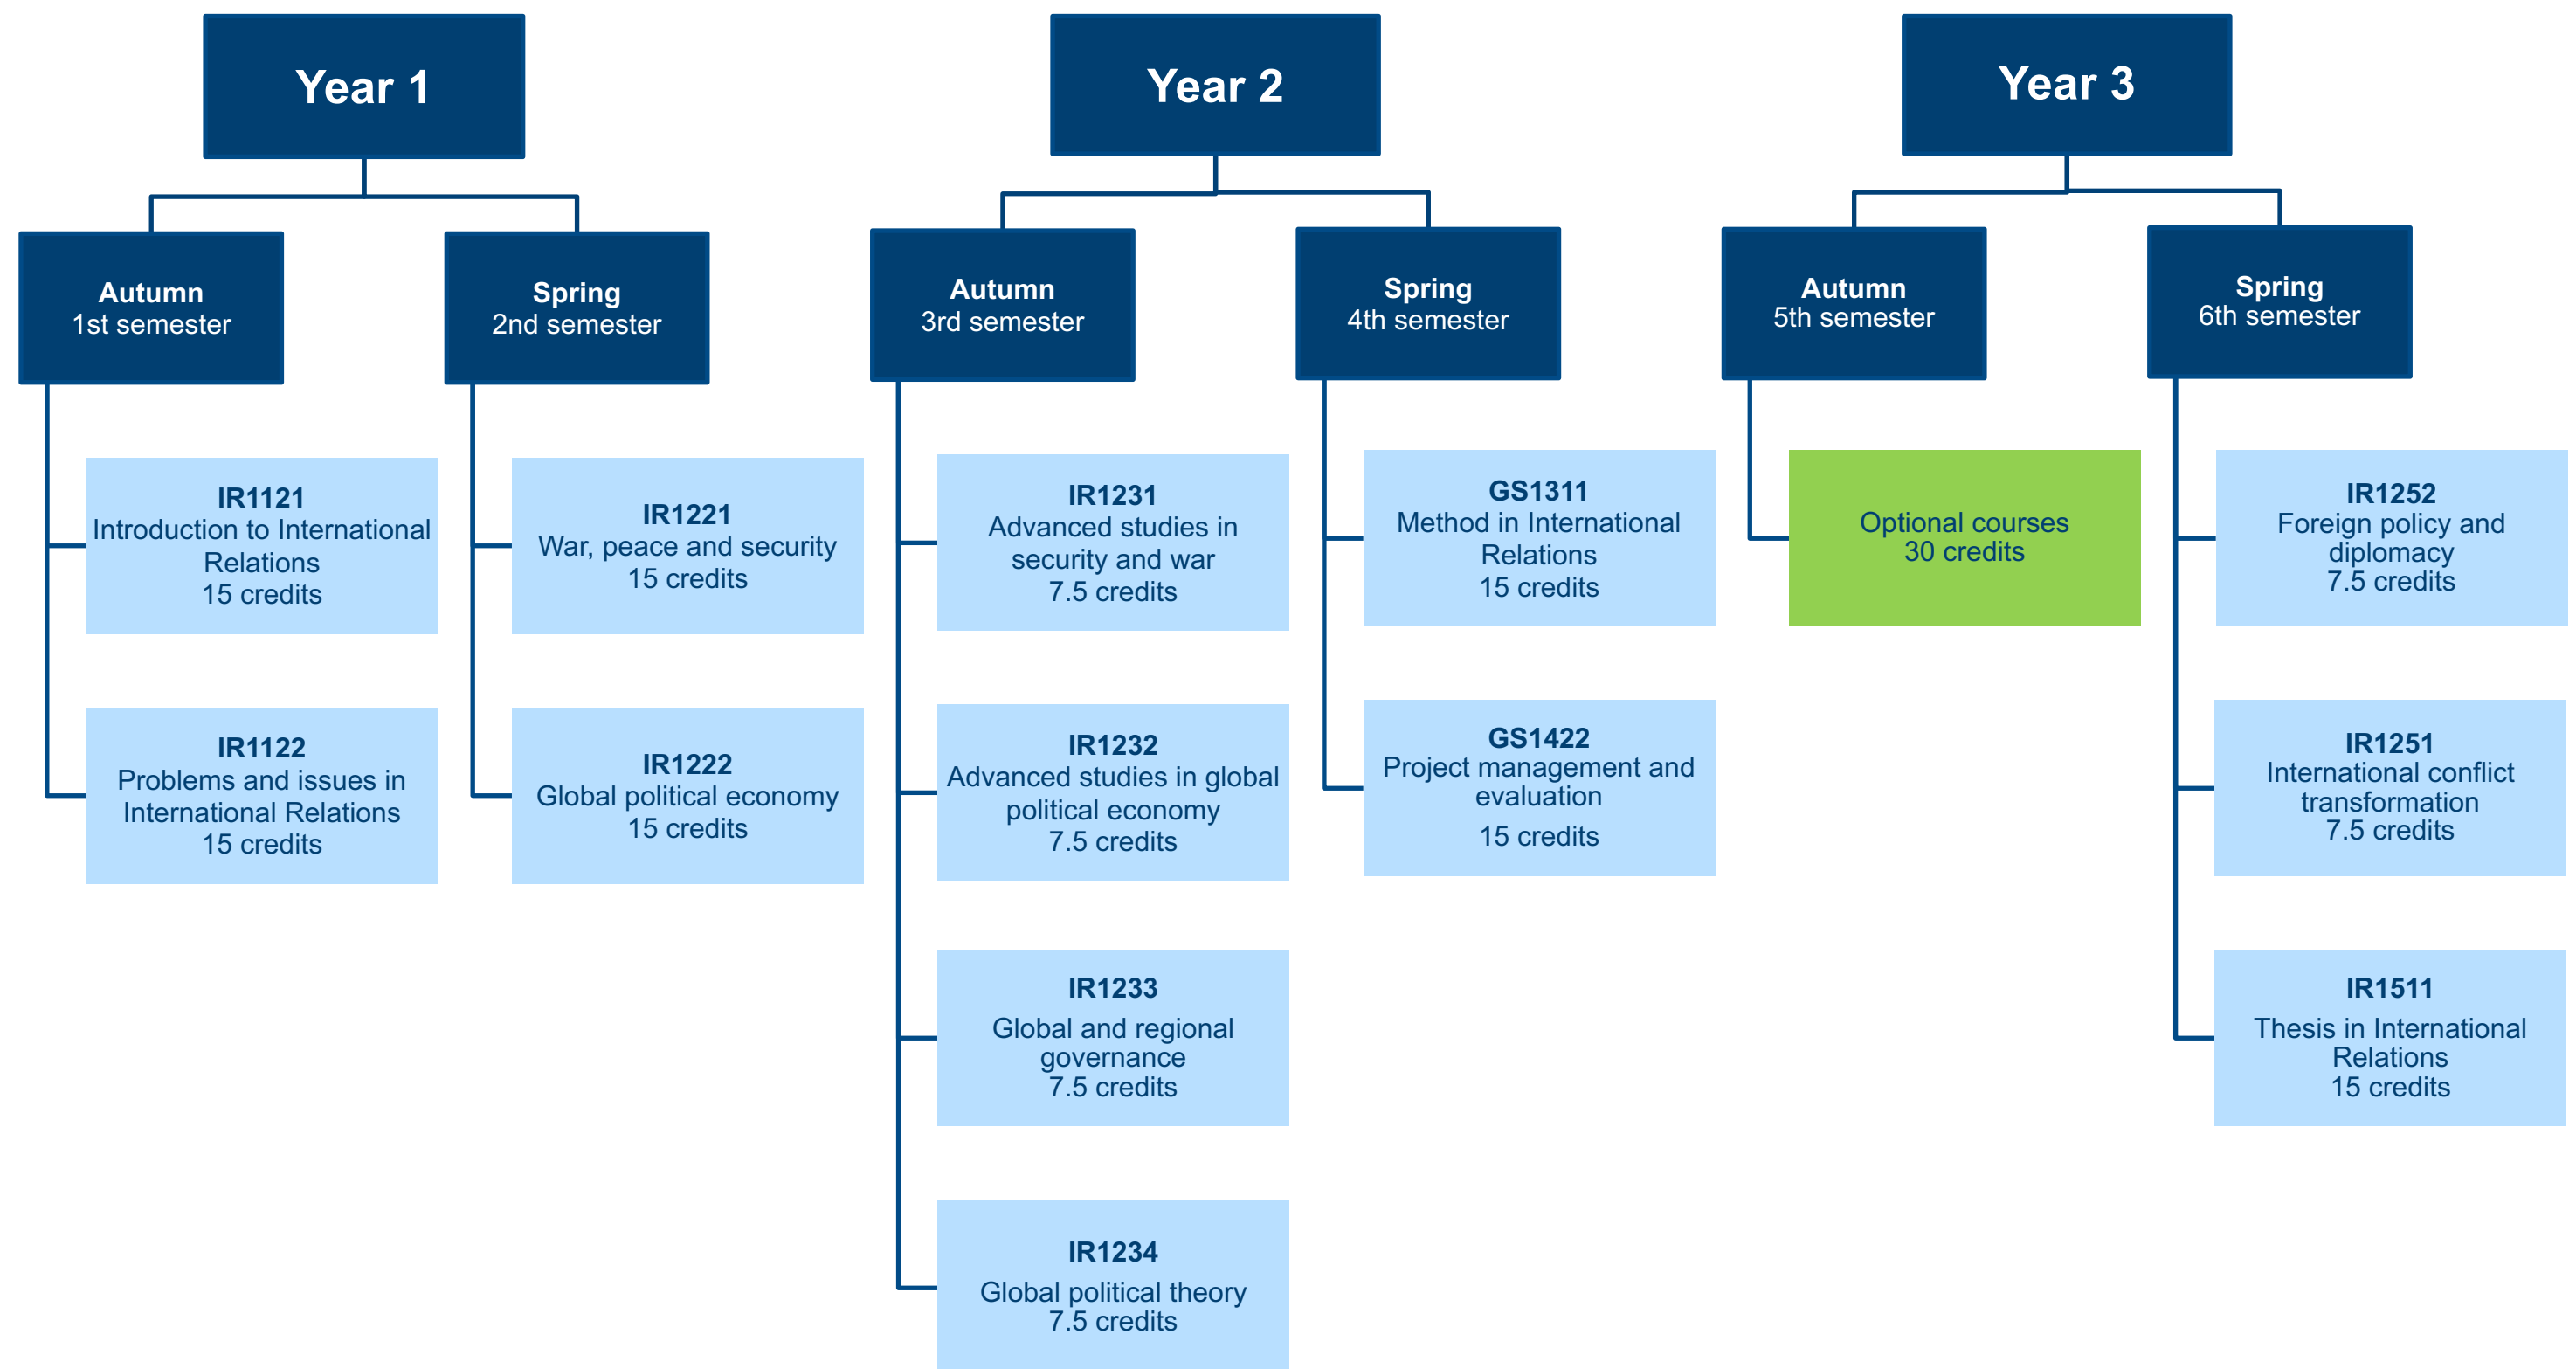 Year 1
Autumn
1st semester
IR1121
Introduction to International
Relations
15 credits
IR1122
Problems and issues in
International Relations
15 credits
Spring
2nd semester
IR1221
War, peace and security
15 credits
IR1222
Global political economy
15 credits
Year 2
Autumn
3rd semester
IR1231
Advanced studies in
security and war
7.5 credits
IR1232
Advanced studies in global
political economy
7.5 credits
IR1233
Global and regional
governance
7.5 credits
IR1234
Global political theory
7.5 credits
Spring
4th semester
GS1311
Method in International
Relations
15 credits
GS1422
Project management and
evaluation
15 credits
Year 3
Autumn
5th semester
Optional courses
30 credits
Spring
6th semester
IR1252
Foreign policy and
diplomacy
7.5 credits
IR1251
International conflict
transformation
7.5 credits
IR1511
Thesis in International
Relations
15 credits